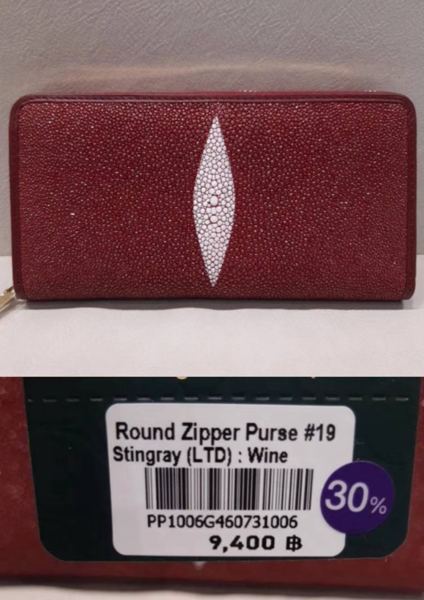 Round Zipper Purse #19
Stingray (LTD) : Wine
PP1006G460731006
9,400 ฿
30%